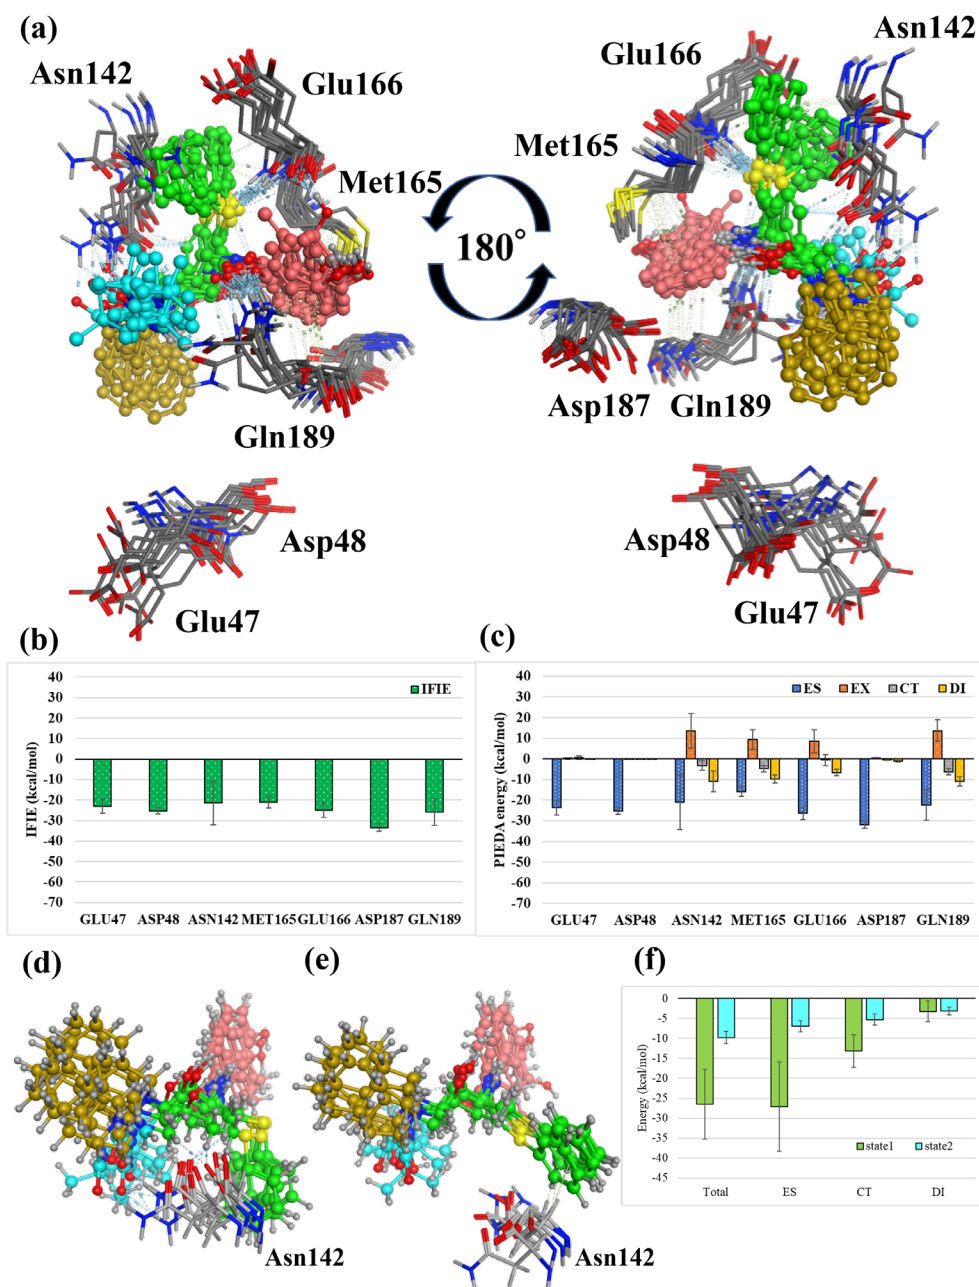 (a)
Asn142
Glu166
Met165
Gln189
Asp48
Glu47
180°
Asn142
Glu166
Met165
Asp187
Gln189
Asp48
Glu47
(b)
IFIE
IFIE (kcal/mol)
40
30
20
10
0
-10
-20
-30
-40
-50
-60
-70
GLU47 ASP48 ASN142 MET165 GLU166 ASP187 GLN189
(c)
ES EX CT DI
PIEDA energy (kcal/mol)
40
30
20
10
0
-10
-20
-30
-40
-50
-60
-70
GLU47 ASP48 ASN142 MET165 GLU166 ASP187 GLN189
(d)
Asn142
(e)
Asn142
(f)
Energy (kcal/mol)
0
-5
-10
-15
-20
-25
-30
-35
-40
-45
state1 state2
Total ES CT DI